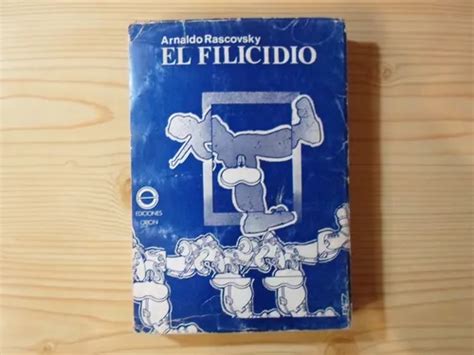 Arnaldo Rascovsky
EL FILICIDIO
EDICIONES
ORION